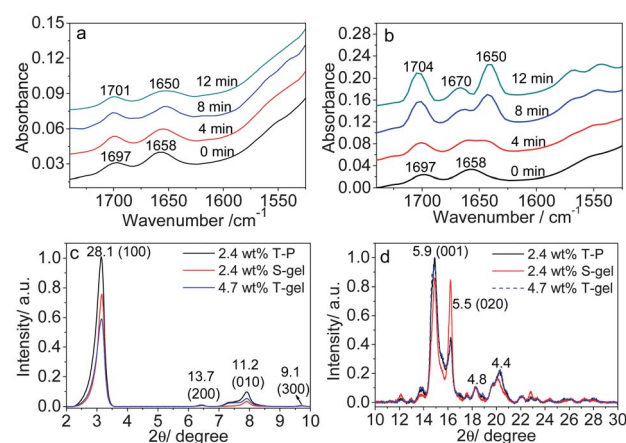 0.15
0.12
0.09
0.06
0.03
a
1701
1650
12 min
8 min
4 min
0 min
1697
1658
1700
1650
1600
1550
Wavenumber /cm-1
Absorbance
0.28
0.24
0.20
0.16
0.12
0.08
0.04
0.00
b
1704
1670
1650
12 min
8 min
4 min
0 min
1697
1658
1700
1650
1600
1550
Wavenumber /cm-1
Absorbance
1.0
0.8
0.6
0.4
0.2
0.0
c
28.1 (100)
2.4 wt% T-P
2.4 wt% S-gel
4.7 wt% T-gel
13.7
(200)
11.2
(010)
9.1
(300)
2 3 4 5 6 7 8 9 10
2θ/ degree
Intensity/ a.u.
1.0
0.8
0.6
0.4
0.2
0.0
d
5.9 (001)
5.5 (020)
2.4 wt% T-P
2.4 wt% S-gel
4.7 wt% T-gel
4.8
4.4
10 12 14 16 18 20 22 24 26 28 30
2θ/ degree
Intensity/ a.u.